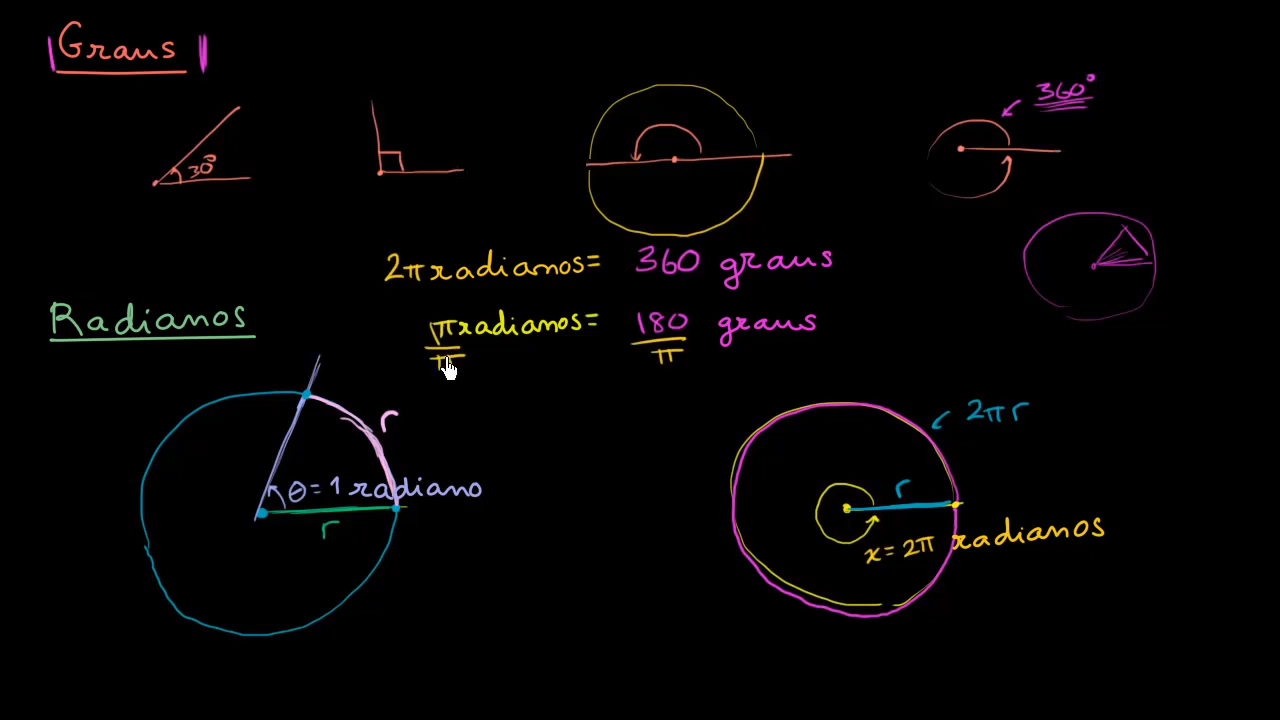 Graus
30°
360°
2π radianos = 360 graus
Radianos
π radianos = 180 graus
π π
r
2πr
θ = 1 radiano
r
r
x = 2π radianos